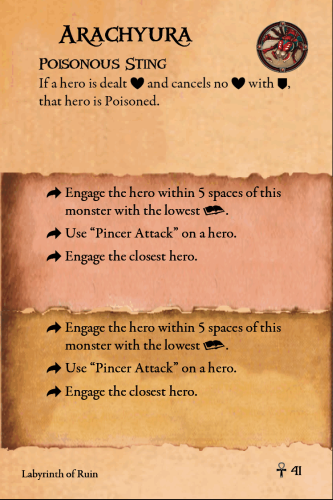 ARACHYURA
POISONOUS STING
If a hero is dealt ♥ and cancels no ♥ with ,
that hero is Poisoned.
Engage the hero within 5 spaces of this
monster with the lowest .
Use “Pincer Attack” on a hero.
Engage the closest hero.
Engage the hero within 5 spaces of this
monster with the lowest .
Use “Pincer Attack” on a hero.
Engage the closest hero.
Labyrinth of Ruin
☥ 41